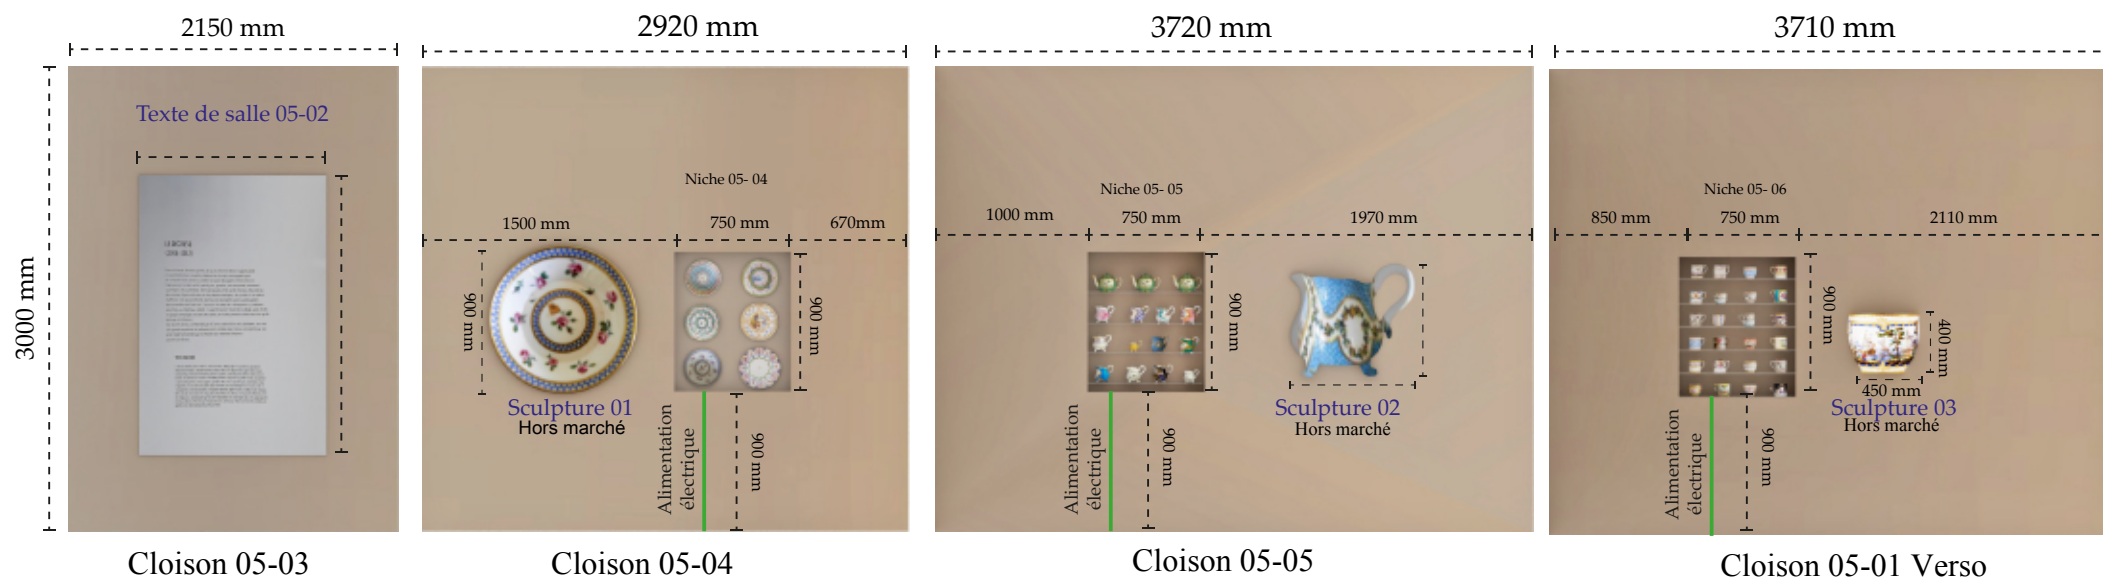 2150 mm
2920 mm
3720 mm
3710 mm
3000 mm
Texte de salle 05-02
Cloison 05-03
Niche 05- 04
1500 mm
750 mm
670mm
900 mm
900 mm
Sculpture 01
Hors marché
Alimentation
électrique
900 mm
Cloison 05-04
Niche 05- 05
1000 mm
750 mm
1970 mm
900 mm
Sculpture 02
Hors marché
Alimentation
électrique
900 mm
Cloison 05-05
Niche 05- 06
850 mm
750 mm
2110 mm
900 mm
400 mm
450 mm
Sculpture 03
Hors marché
Alimentation
électrique
900 mm
Cloison 05-01 Verso